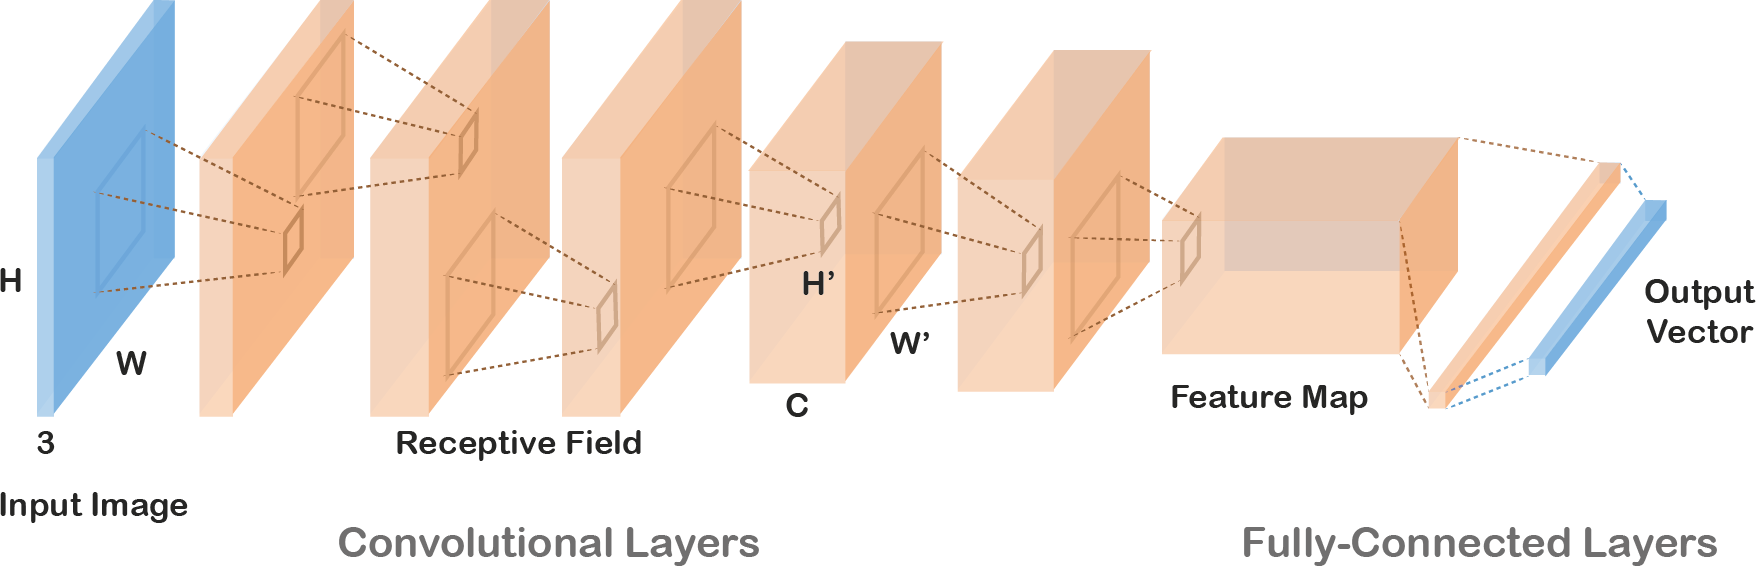 H
W
3
Input Image
Receptive Field
Convolutional Layers
H’
W’
C
Feature Map
Output
Vector
Fully-Connected Layers